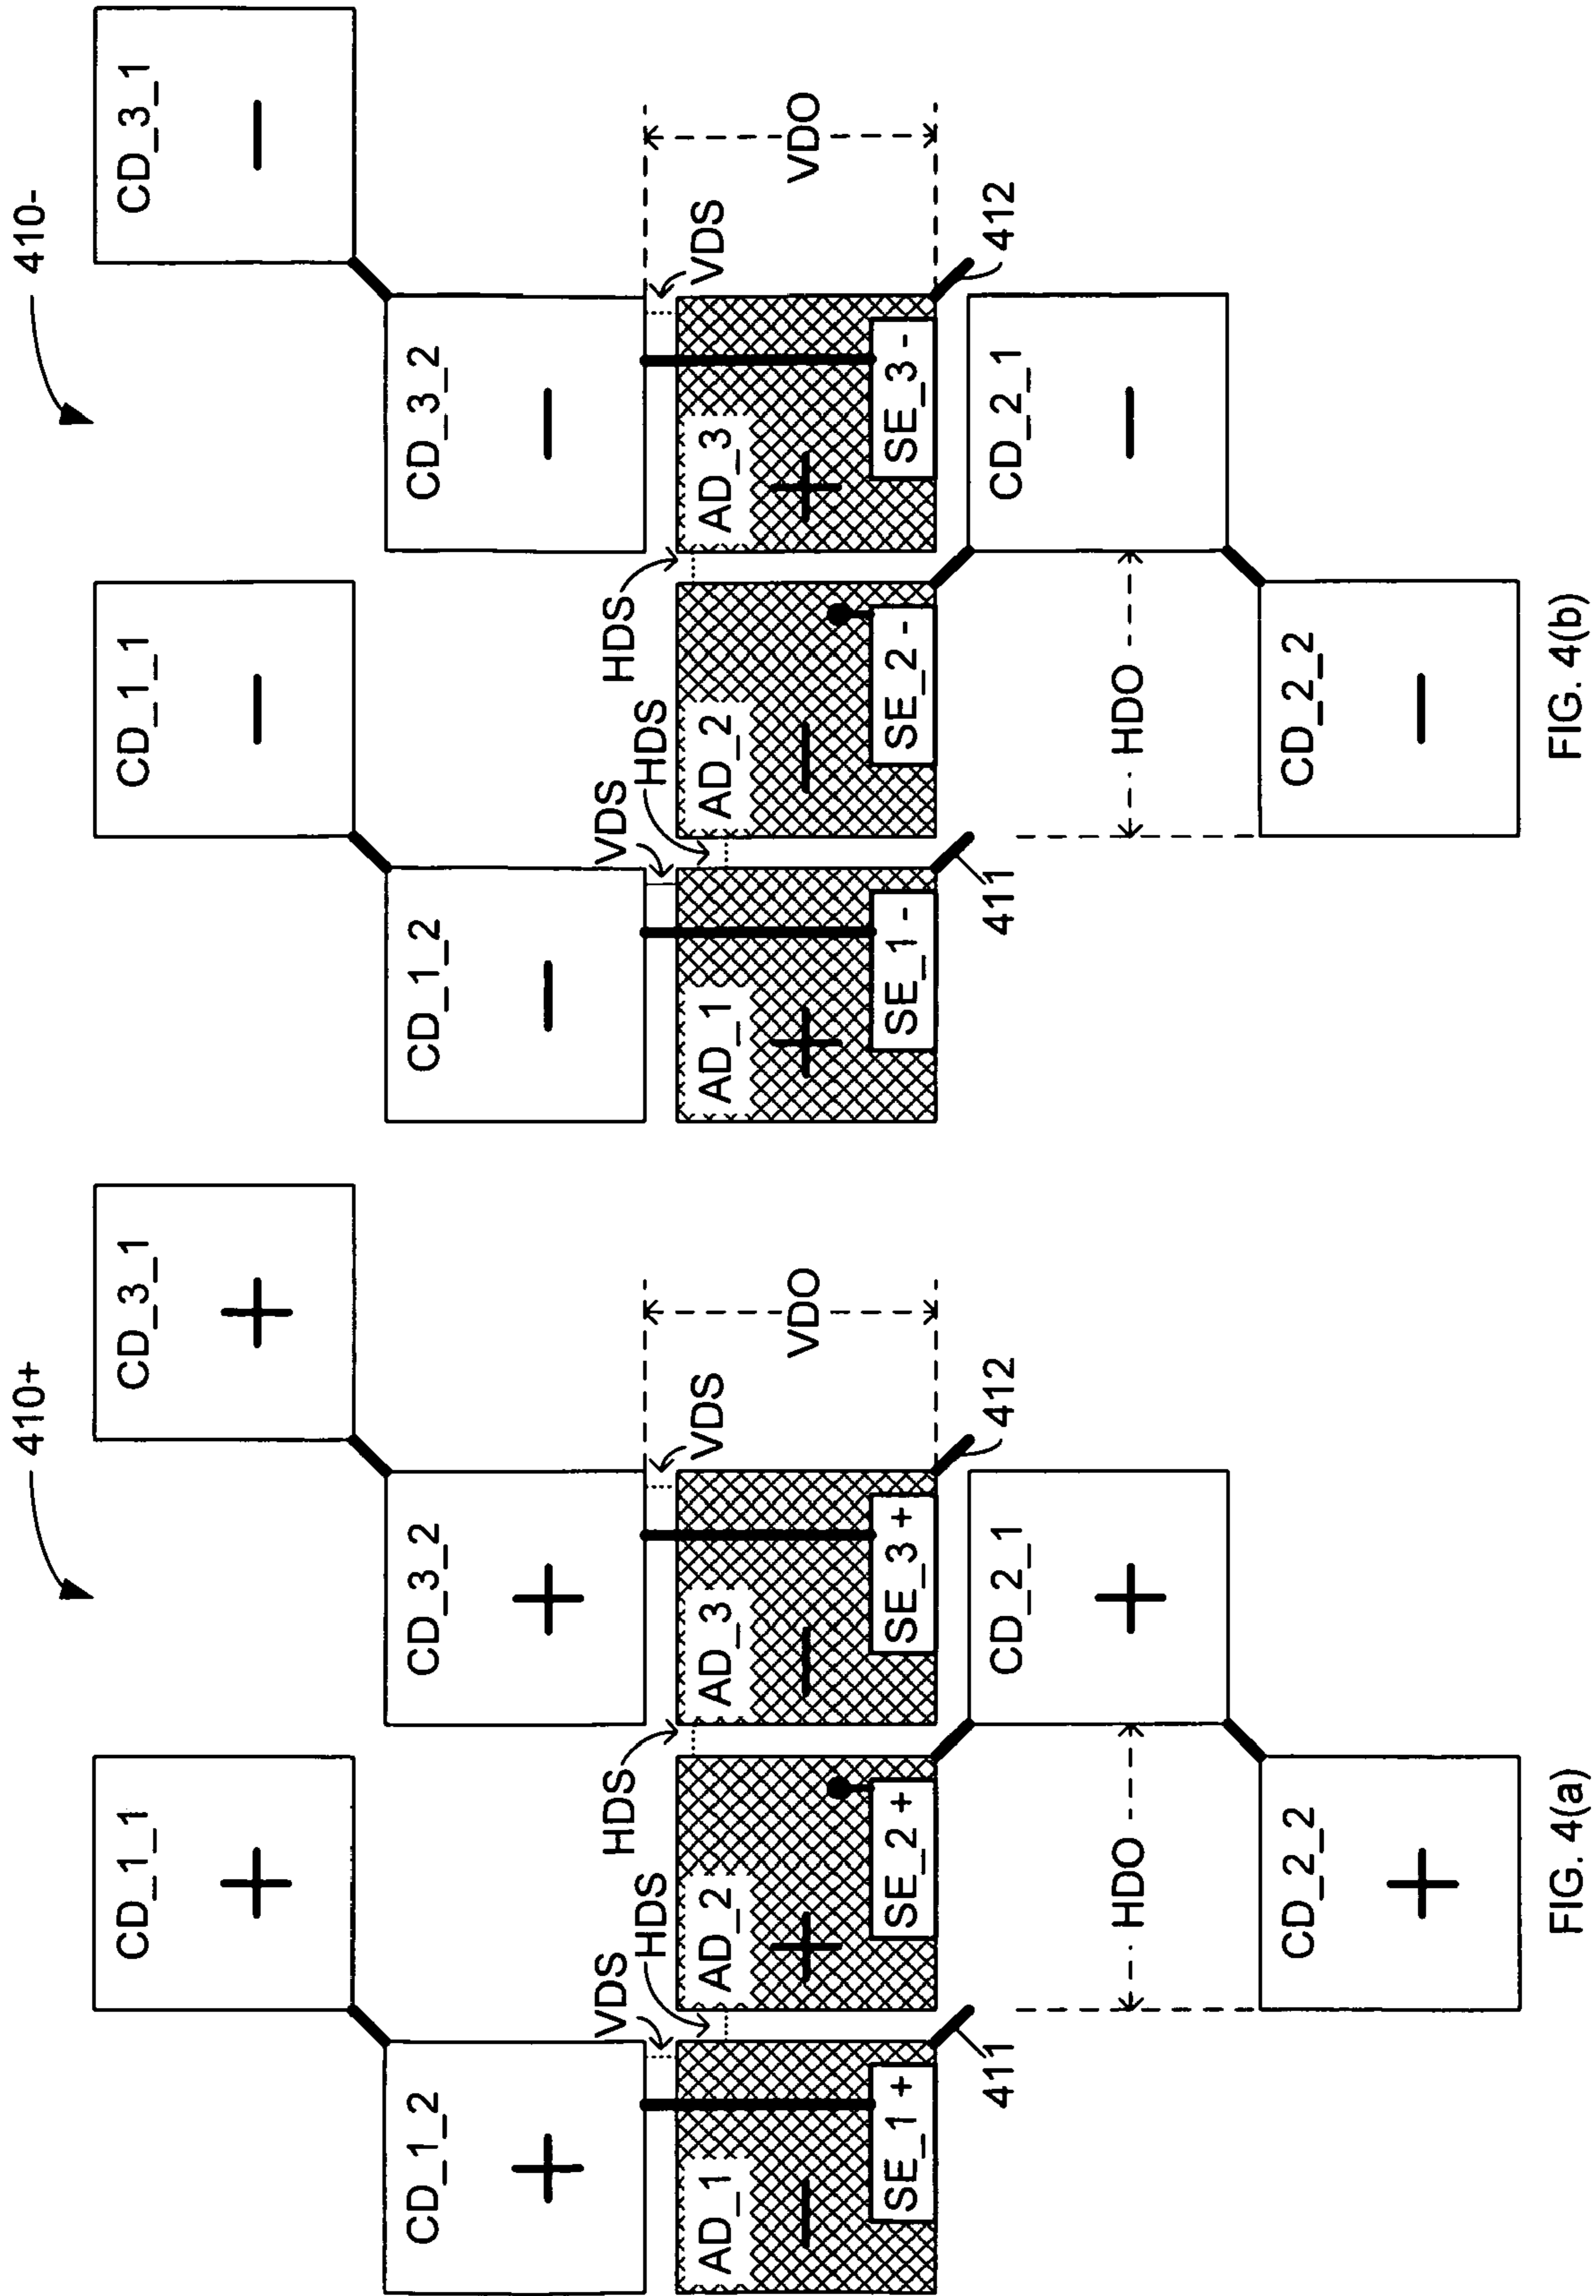 410+
CD_1_1
+
CD_3_1
+
CD_1_2
+
CD_3_2
+
VDS
HDS
HDS
VDS
AD_1
−
AD_2
+
AD_3
−
VDO
SE_1 +
SE_2 +
SE_3 +
411
412
CD_2_1
+
HDO
CD_2_2
+
FIG. 4(a)
410-
CD_1_1
−
CD_3_1
−
CD_1_2
−
CD_3_2
−
VDS
HDS
HDS
VDS
AD_1
+
AD_2
−
AD_3
+
VDO
SE_1 -
SE_2 -
SE_3 -
411
412
CD_2_1
−
HDO
CD_2_2
−
FIG. 4(b)